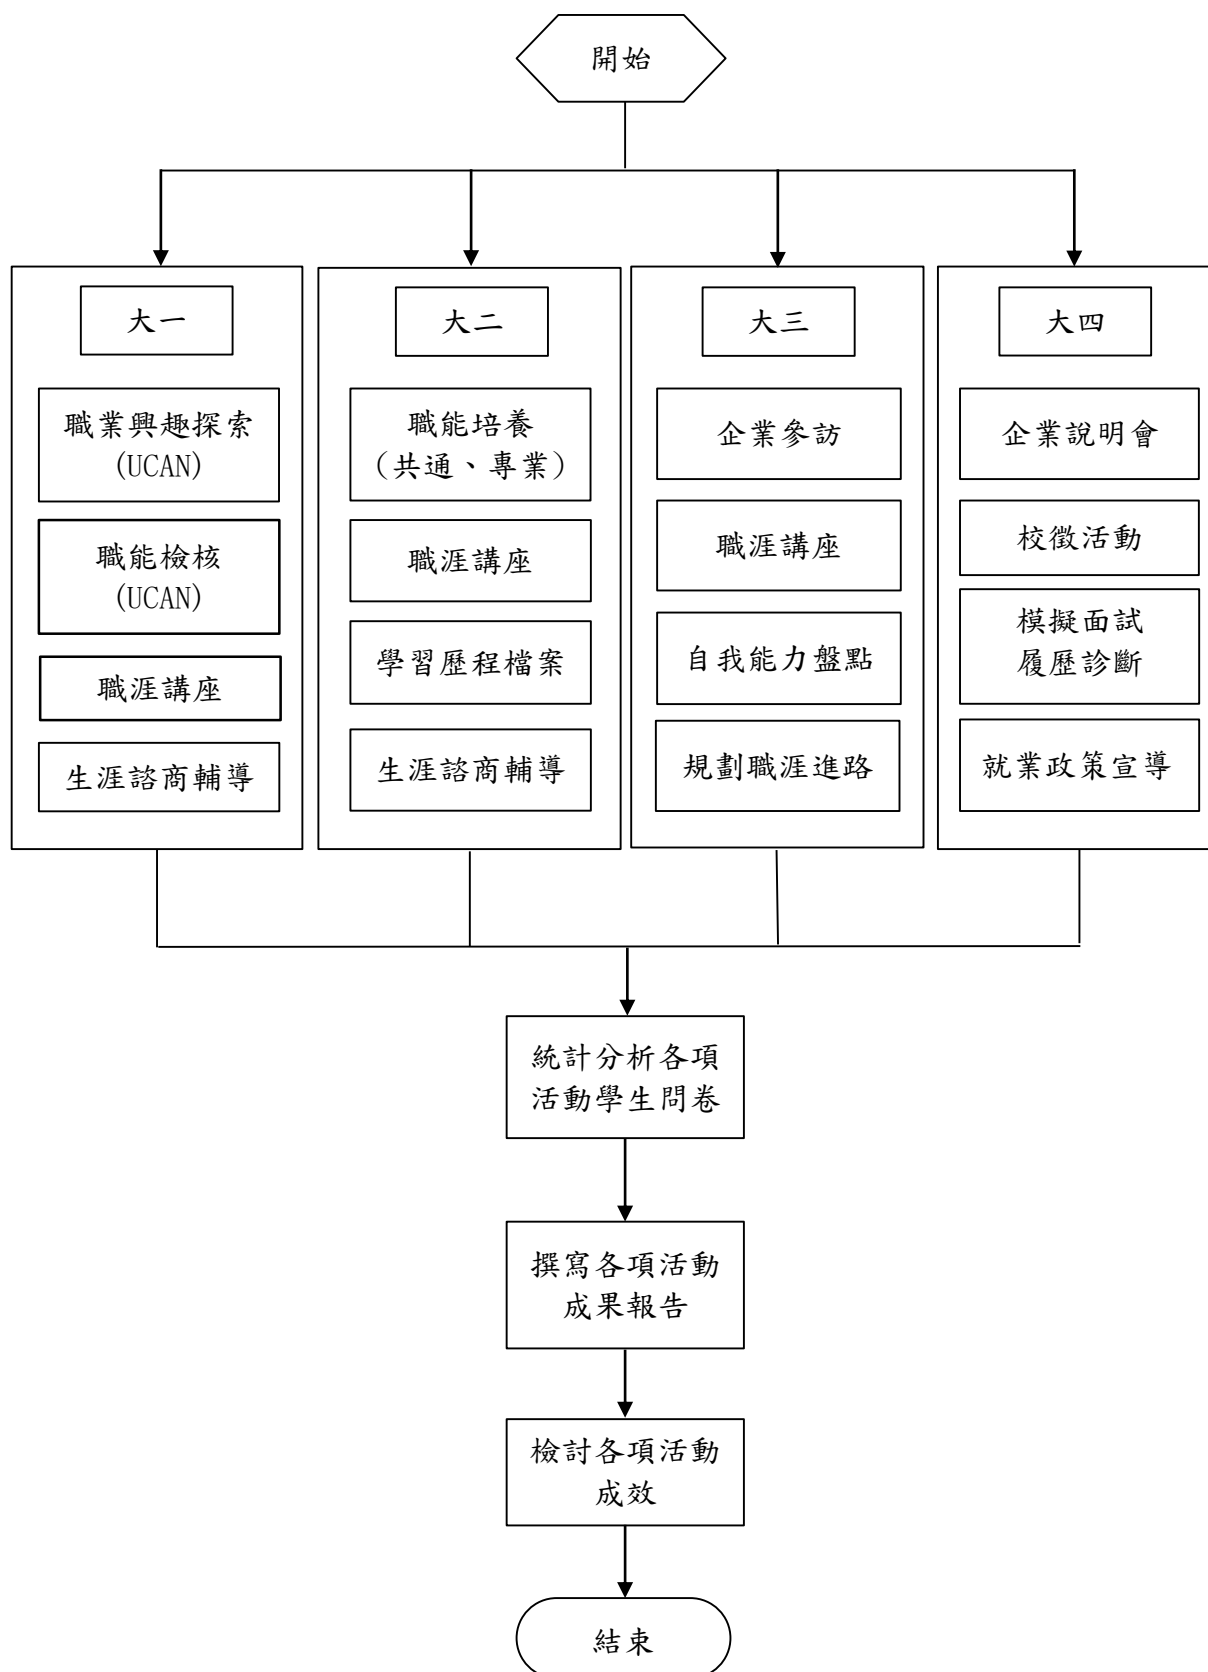 開始
大一
職業興趣探索
(UCAN)
職能檢核
(UCAN)
職涯講座
生涯諮商輔導
大二
職能培養
(共通、專業)
職涯講座
學習歷程檔案
生涯諮商輔導
大三
企業參訪
職涯講座
自我能力盤點
規劃職涯進路
大四
企業說明會
校徵活動
模擬面試
履歷診斷
就業政策宣導
統計分析各項
活動學生問卷
撰寫各項活動
成果報告
檢討各項活動
成效
結束